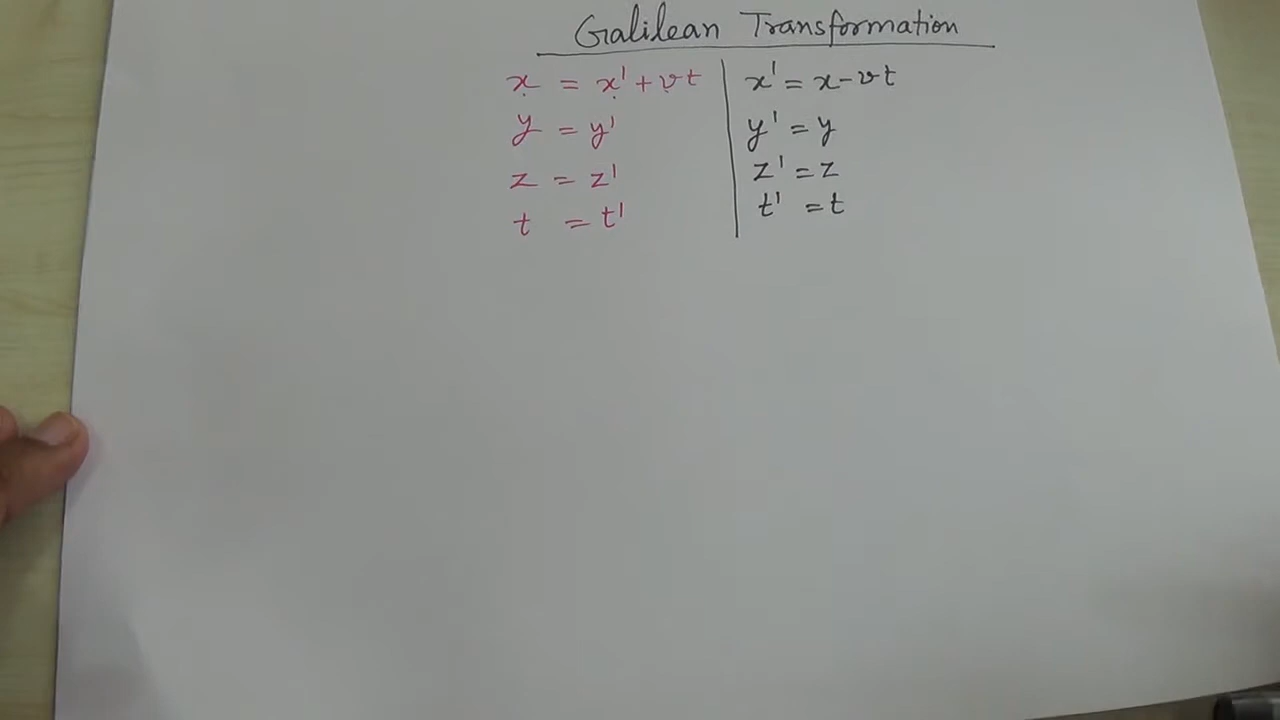 Galilean Transformation
x = x' + vt
y = y'
z = z'
t = t'
x' = x - vt
y' = y
z' = z
t' = t